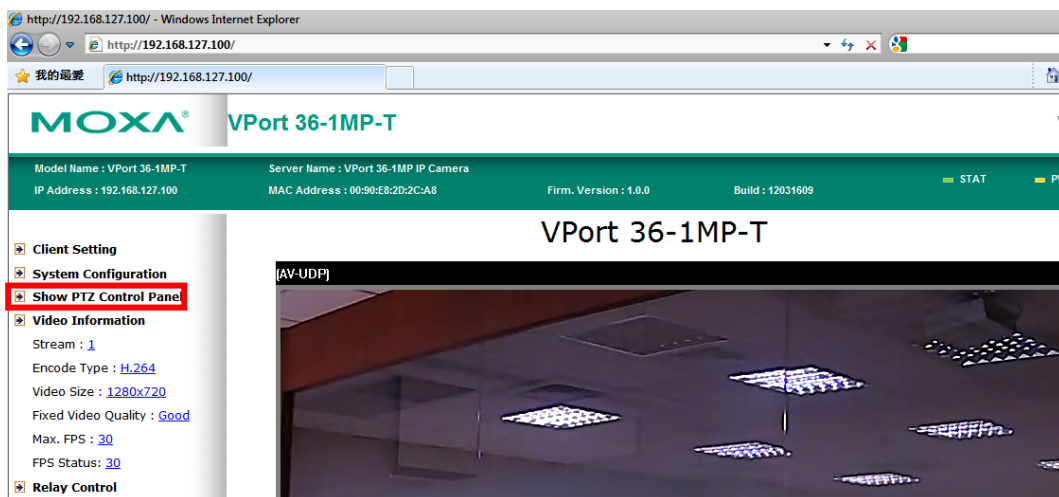 http://192.168.127.100/ - Windows Internet Explorer
http://192.168.127.100/
我的最愛 http://192.168.127.100/
MOXA® VPort 36-1MP-T
Model Name : VPort 36-1MP-T Server Name : VPort 36-1MP IP Camera
IP Address : 192.168.127.100 MAC Address : 00:90:E8:2D:2C:A8 Firm. Version : 1.0.0 Build : 12031609
STAT
VPort 36-1MP-T
Client Setting
System Configuration
(AV-UDP)
Show PTZ Control Panel
Video Information
Stream : 1
Encode Type : H.264
Video Size : 1280x720
Fixed Video Quality : Good
Max. FPS : 30
FPS Status: 30
Relay Control